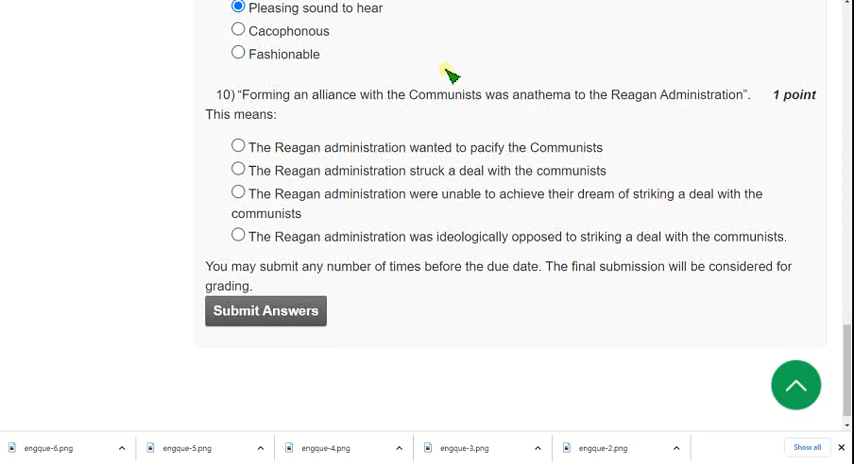 Pleasing sound to hear
Cacophonous
Fashionable
10) “Forming an alliance with the Communists was anathema to the Reagan Administration”. 1 point
This means:
The Reagan administration wanted to pacify the Communists
The Reagan administration struck a deal with the communists
The Reagan administration were unable to achieve their dream of striking a deal with the
communists
The Reagan administration was ideologically opposed to striking a deal with the communists.
You may submit any number of times before the due date. The final submission will be considered for
grading.
Submit Answers
engque-6.png engque-5.png engque-4.png engque-3.png engque-2.png Show all